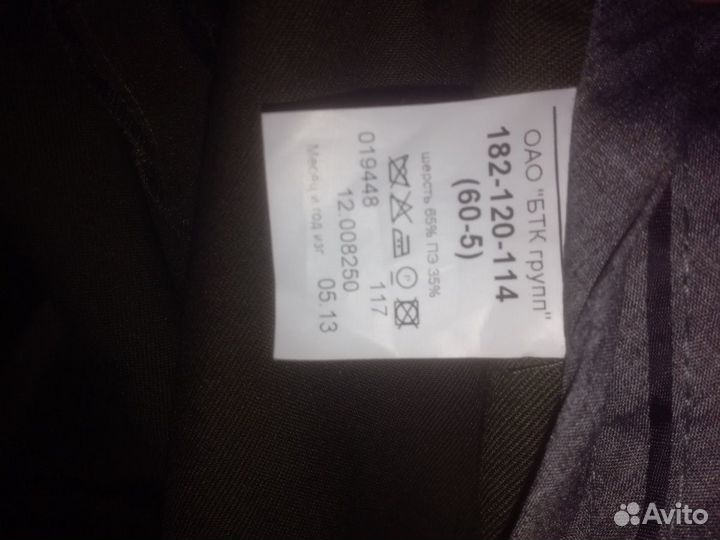 ОАО "БТК групп"
182-120-114
(60-5)
шерсть 65% ПЭ 35%
P
019448 117
12.008250
Месяц и год изг 05.13
Avito